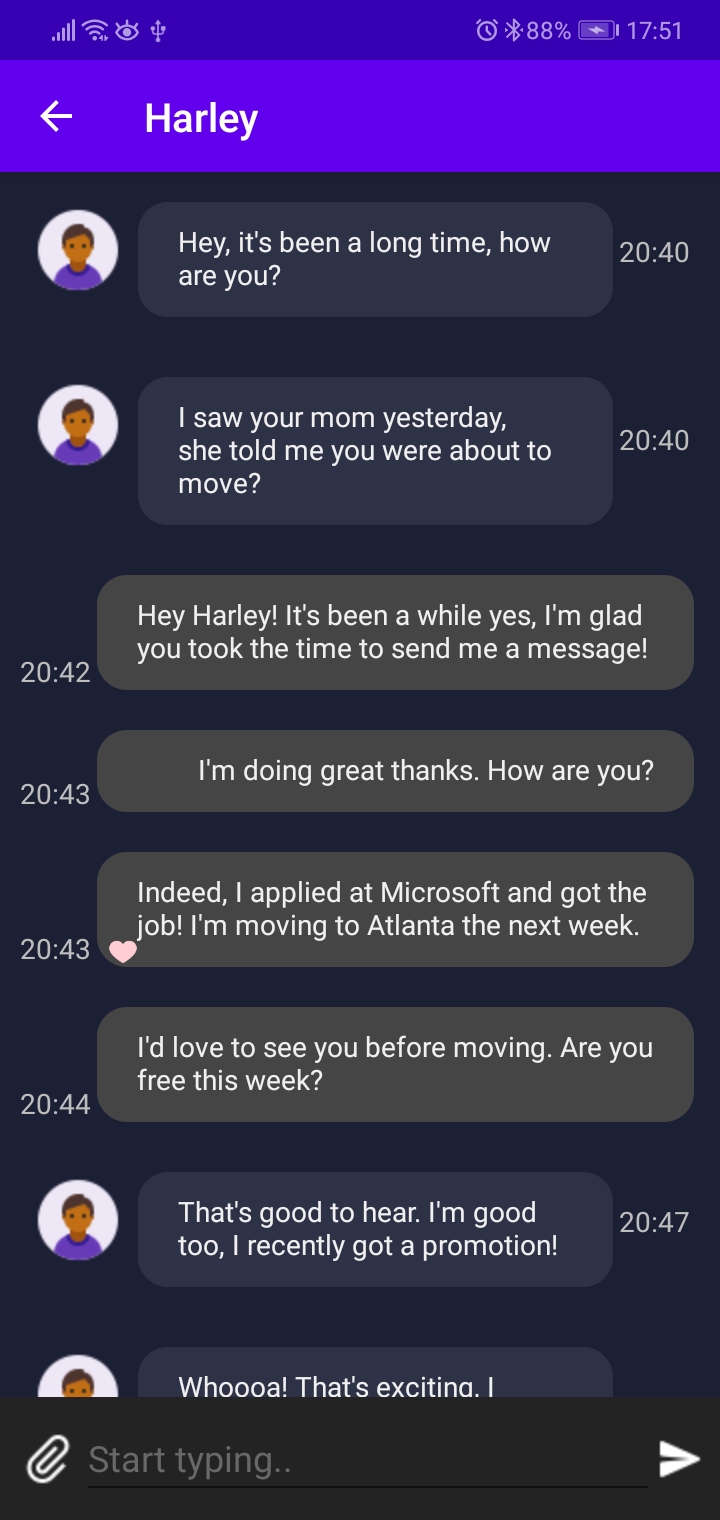 88% 17:51
Harley
Hey, it's been a long time, how
are you?
20:40
I saw your mom yesterday,
she told me you were about to
move?
20:40
Hey Harley! It's been a while yes, I'm glad
you took the time to send me a message!
20:42
I'm doing great thanks. How are you?
20:43
Indeed, I applied at Microsoft and got the
job! I'm moving to Atlanta the next week.
20:43
I'd love to see you before moving. Are you
free this week?
20:44
That's good to hear. I'm good
too, I recently got a promotion!
20:47
Whoooa! That's exciting. I
Start typing..